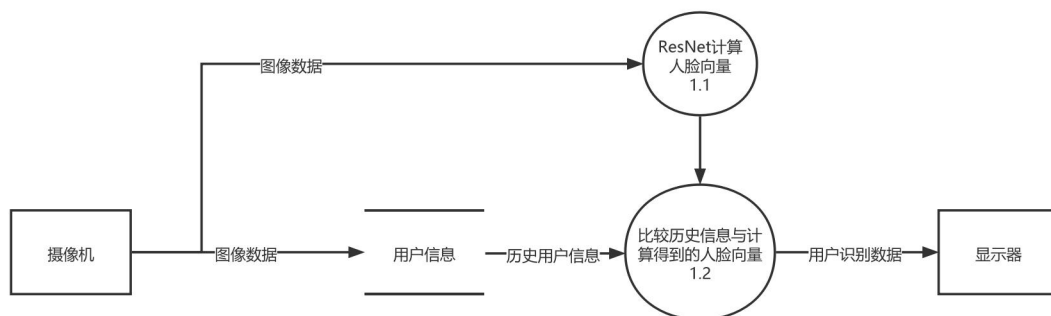 ResNet计算
人脸向量
1.1
图像数据
摄像机
图像数据
用户信息
历史用户信息
比较历史信息与计
算得到的人脸向量
1.2
用户识别数据
显示器